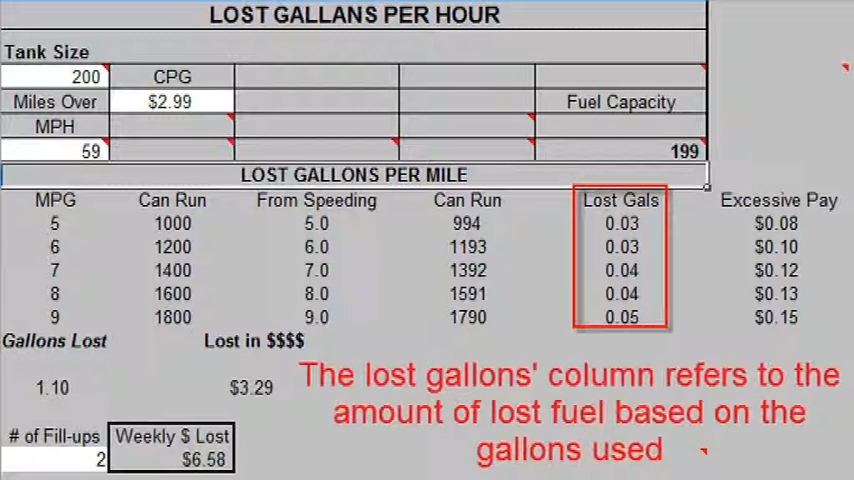 LOST GALLANS PER HOUR
Tank Size
200 CPG
Miles Over $2.99 Fuel Capacity
MPH
59 199
LOST GALLONS PER MILE
MPG Can Run From Speeding Can Run Lost Gals Excessive Pay
5 1000 5.0 994 0.03 $0.08
6 1200 6.0 1193 0.03 $0.10
7 1400 7.0 1392 0.04 $0.12
8 1600 8.0 1591 0.04 $0.13
9 1800 9.0 1790 0.05 $0.15
Gallons Lost Lost in $$$$
1.10 $3.29
The lost gallons' column refers to the
amount of lost fuel based on the
gallons used
# of Fill-ups Weekly $ Lost
2 $6.58